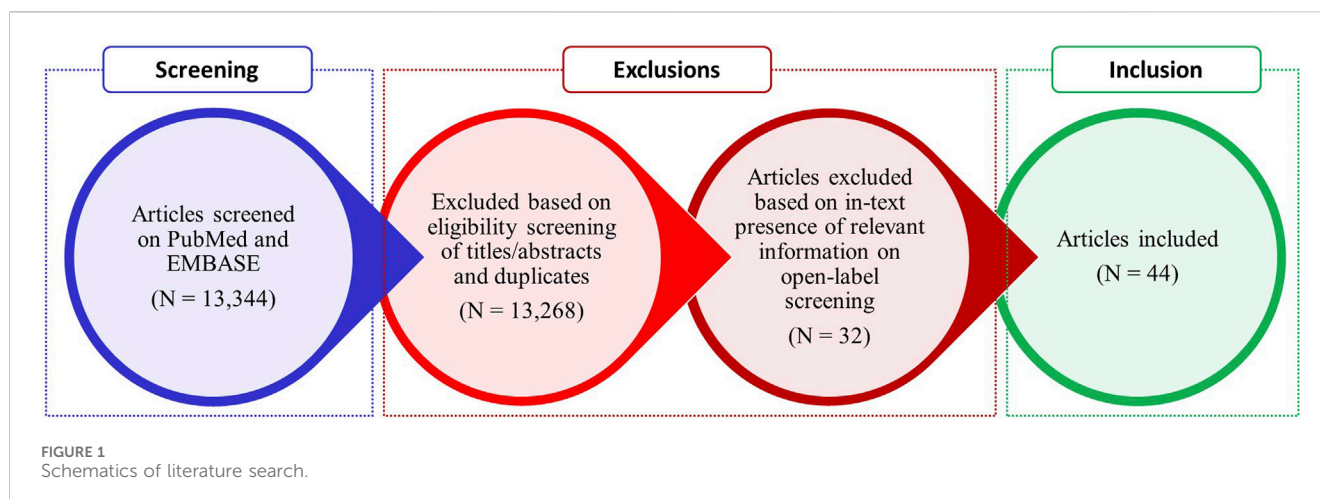 Screening
Exclusions
Inclusion
Articles screened
on PubMed and
EMBASE
(N = 13,344)
Excluded based on
eligibility screening
of titles/abstracts
and duplicates
(N = 13,268)
Articles excluded
based on in-text
presence of relevant
information on
open-label
screening
(N = 32)
Articles included
(N = 44)
FIGURE 1
Schematics of literature search.